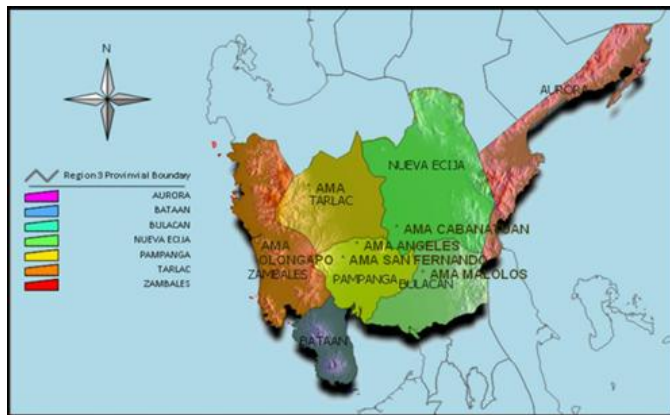 N
Region 3 Provinvial Boundary
AURORA
BATAAN
BULACAN
NUEVA ECIJA
PAMPANGA
TARLAC
ZAMBALES
AURORA
NUEVA ECIJA
AMA
TARLAC
AMA CABANATUAN
AMA ANGELES
AMA
OLONGAPO
AMA SAN FERNANDO
ZAMBALES
PAMPANGA
AMA MALOLOS
BULACAN
BATAAN